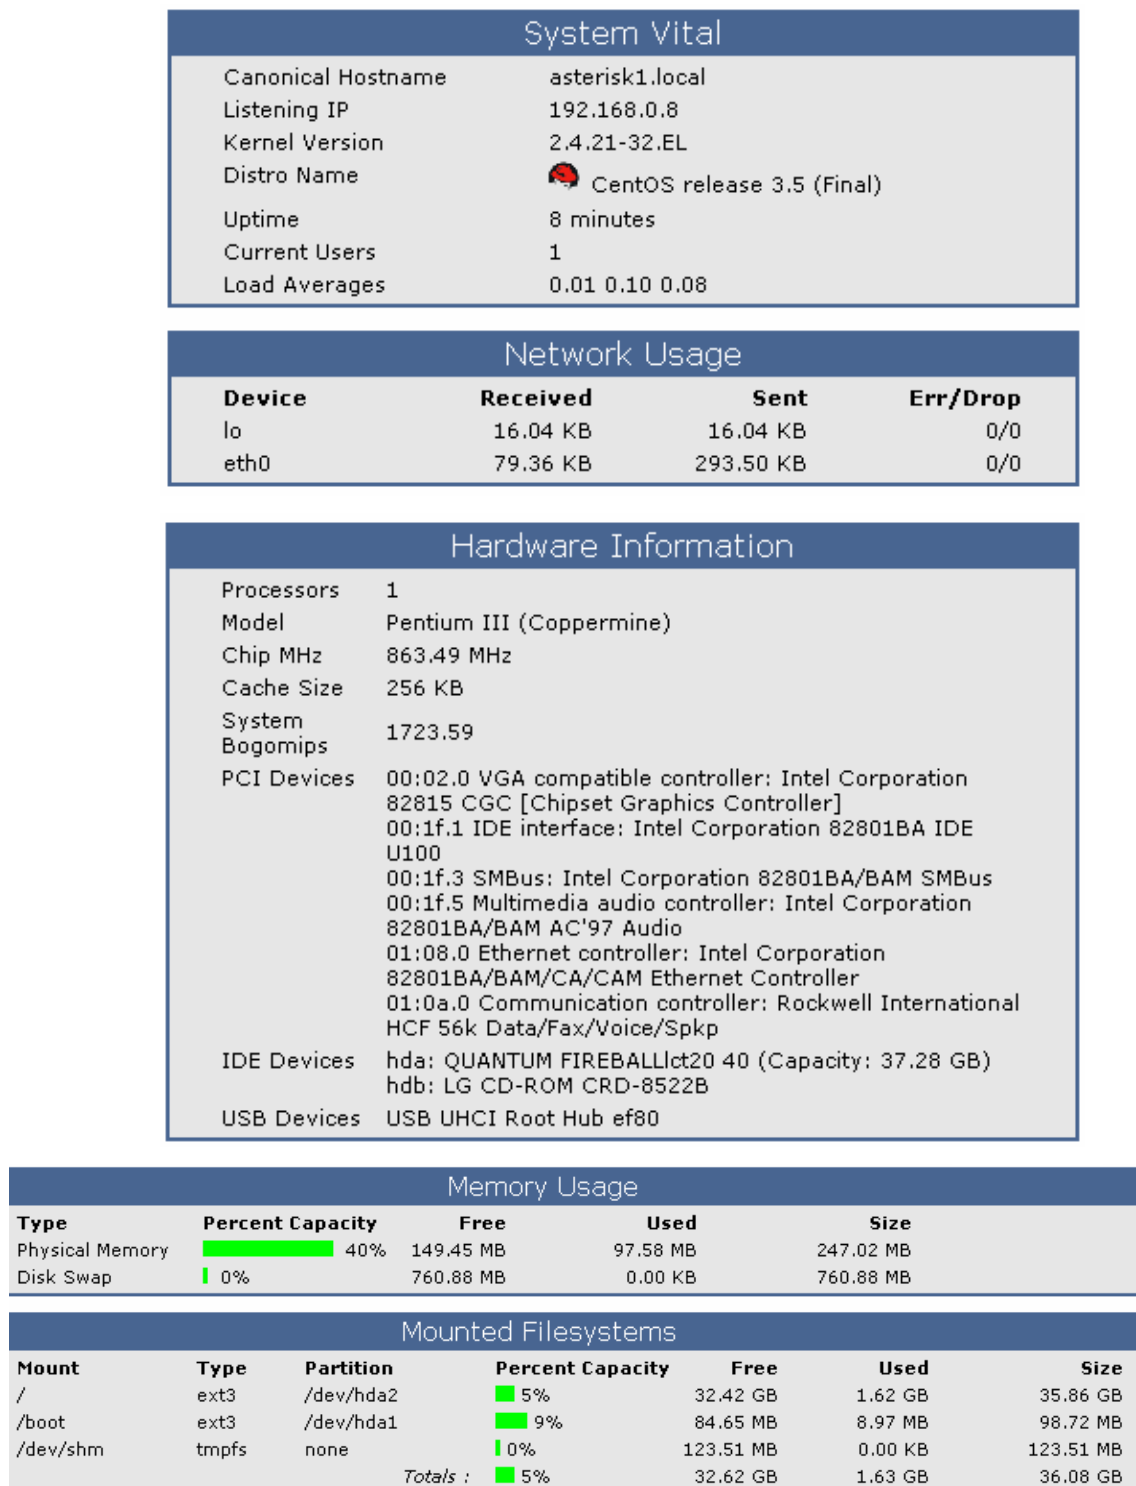 System Vital
Canonical Hostname asterisk1.local
Listening IP 192.168.0.8
Kernel Version 2.4.21-32.EL
Distro Name CentOS release 3.5 (Final)
Uptime 8 minutes
Current Users 1
Load Averages 0.01 0.10 0.08
Network Usage
Device Received Sent Err/Drop
lo 16.04 KB 16.04 KB 0/0
eth0 79.36 KB 293.50 KB 0/0
Hardware Information
Processors 1
Model Pentium III (Coppermine)
Chip MHz 863.49 MHz
Cache Size 256 KB
System
Bogomips 1723.59
PCI Devices 00:02.0 VGA compatible controller: Intel Corporation
82815 CGC [Chipset Graphics Controller]
00:1f.1 IDE interface: Intel Corporation 82801BA IDE
U100
00:1f.3 SMBus: Intel Corporation 82801BA/BAM SMBus
00:1f.5 Multimedia audio controller: Intel Corporation
82801BA/BAM AC'97 Audio
01:08.0 Ethernet controller: Intel Corporation
82801BA/BAM/CA/CAM Ethernet Controller
01:0a.0 Communication controller: Rockwell International
HCF 56k Data/Fax/Voice/Spkp
IDE Devices hda: QUANTUM FIREBALLlct20 40 (Capacity: 37.28 GB)
hdb: LG CD-ROM CRD-8522B
USB Devices USB UHCI Root Hub ef80
Memory Usage
Type Percent Capacity Free Used Size
Physical Memory 40% 149.45 MB 97.58 MB 247.02 MB
Disk Swap 0% 760.88 MB 0.00 KB 760.88 MB
Mounted Filesystems
Mount Type Partition Percent Capacity Free Used Size
/ ext3 /dev/hda2 5% 32.42 GB 1.62 GB 35.86 GB
/boot ext3 /dev/hda1 9% 84.65 MB 8.97 MB 98.72 MB
/dev/shm tmpfs none 0% 123.51 MB 0.00 KB 123.51 MB
Totals : 5% 32.62 GB 1.63 GB 36.08 GB